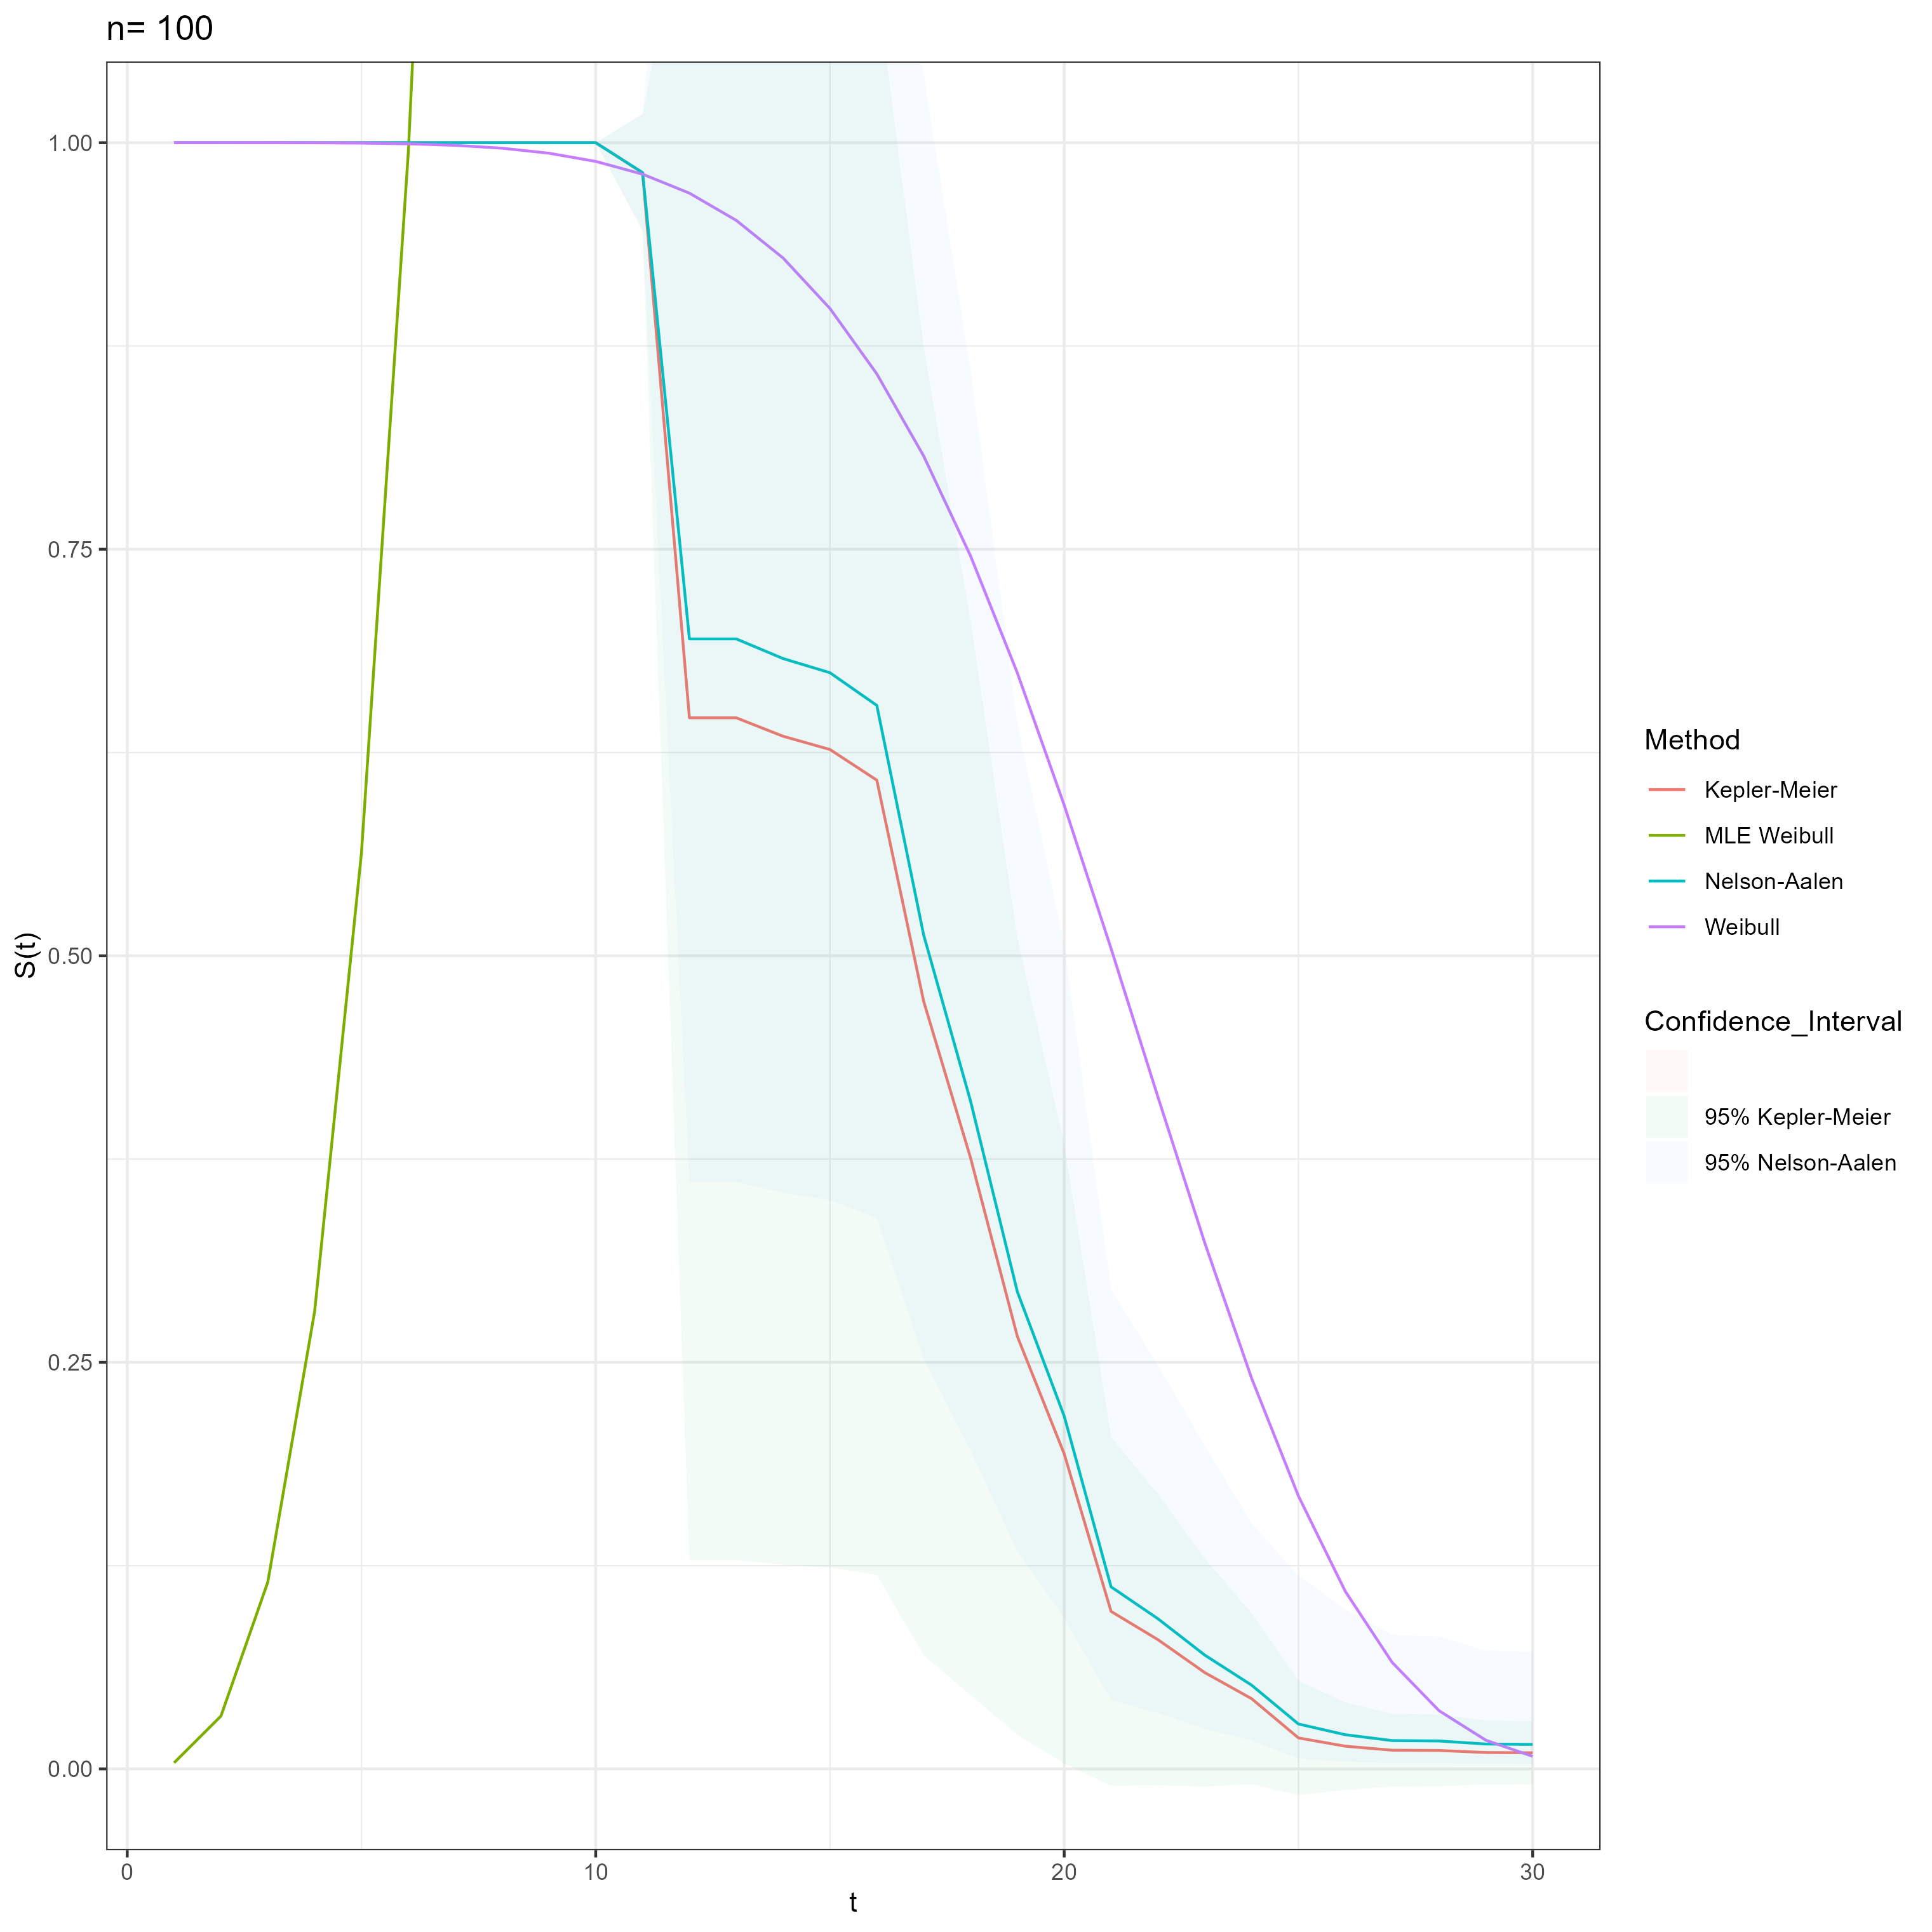 n= 100
1.00
0.75
0.50
0.25
0.00
S(t)
0
10
20
30
t
Method
Kepler-Meier
MLE Weibull
Nelson-Aalen
Weibull
Confidence_Interval
95% Kepler-Meier
95% Nelson-Aalen